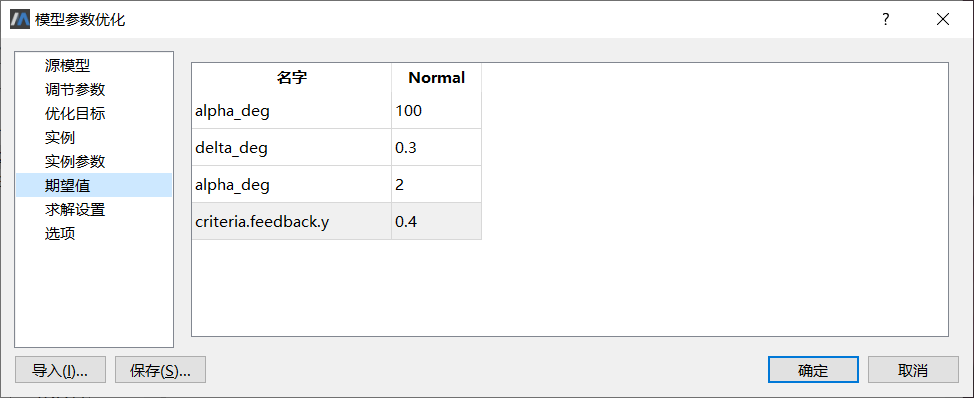 模型参数优化
?
源模型
调节参数
优化目标
实例
实例参数
期望值
求解设置
选项
名字 Normal
alpha_deg 100
delta_deg 0.3
alpha_deg 2
criteria.feedback.y 0.4
导入(I)... 保存(S)... 确定 取消